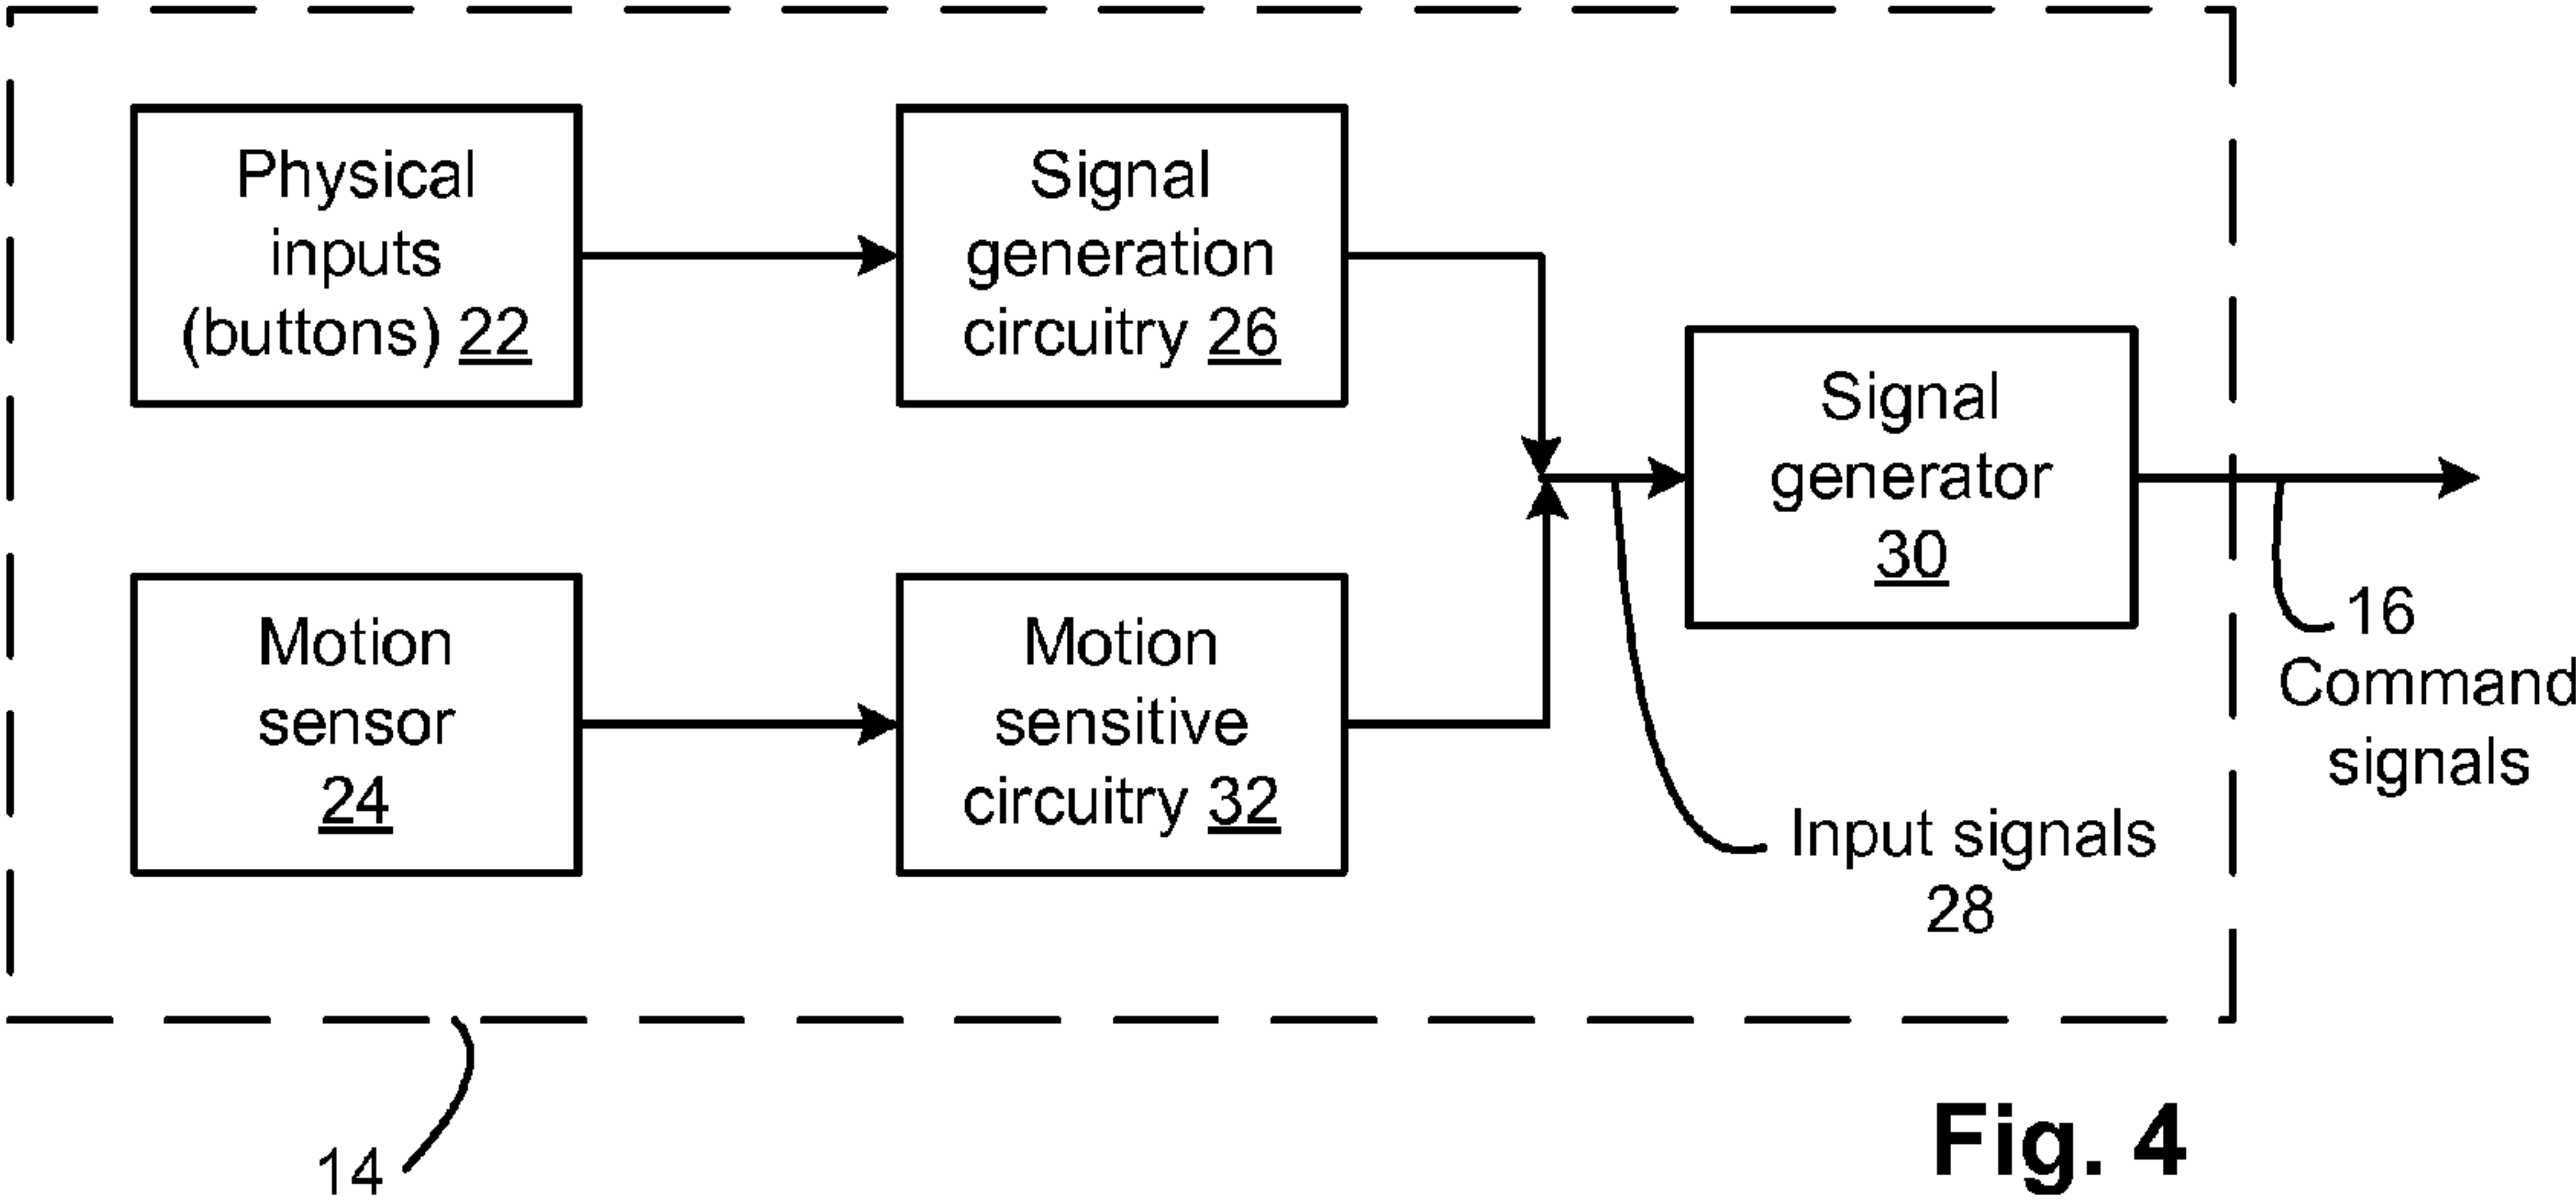 Physical
inputs
(buttons) 22
Signal
generation
circuitry 26
Signal
generator
30
Motion
sensor
24
Motion
sensitive
circuitry 32
16
Command
signals
Input signals
28
14
Fig. 4